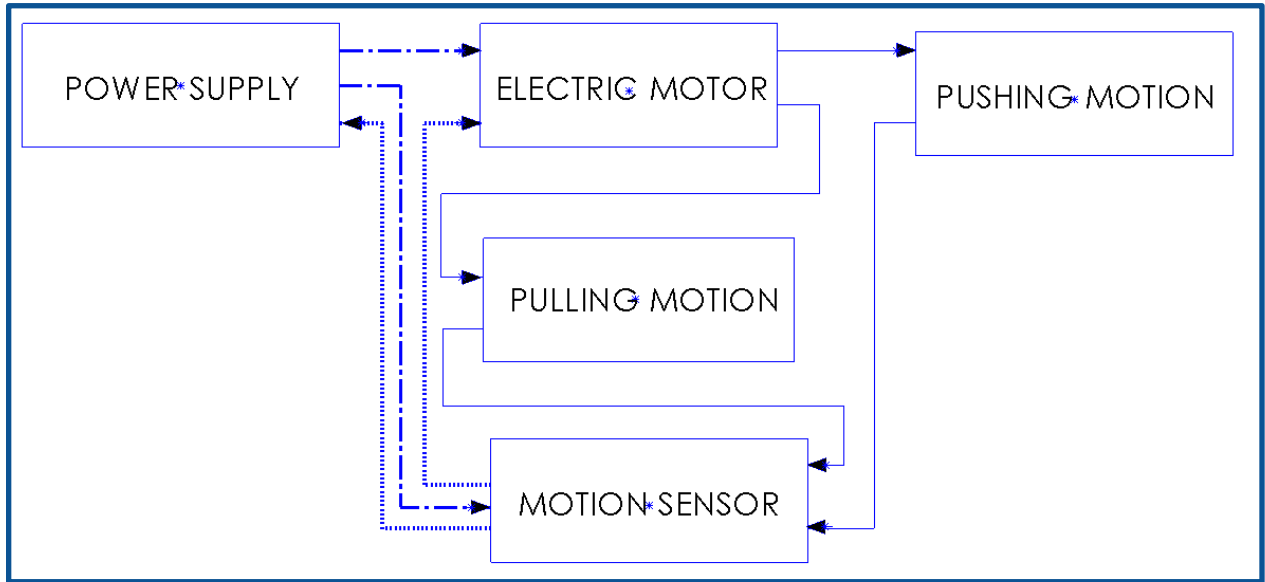 POWER SUPPLY
ELECTRIC MOTOR
PUSHING MOTION
PULLING MOTION
MOTION SENSOR